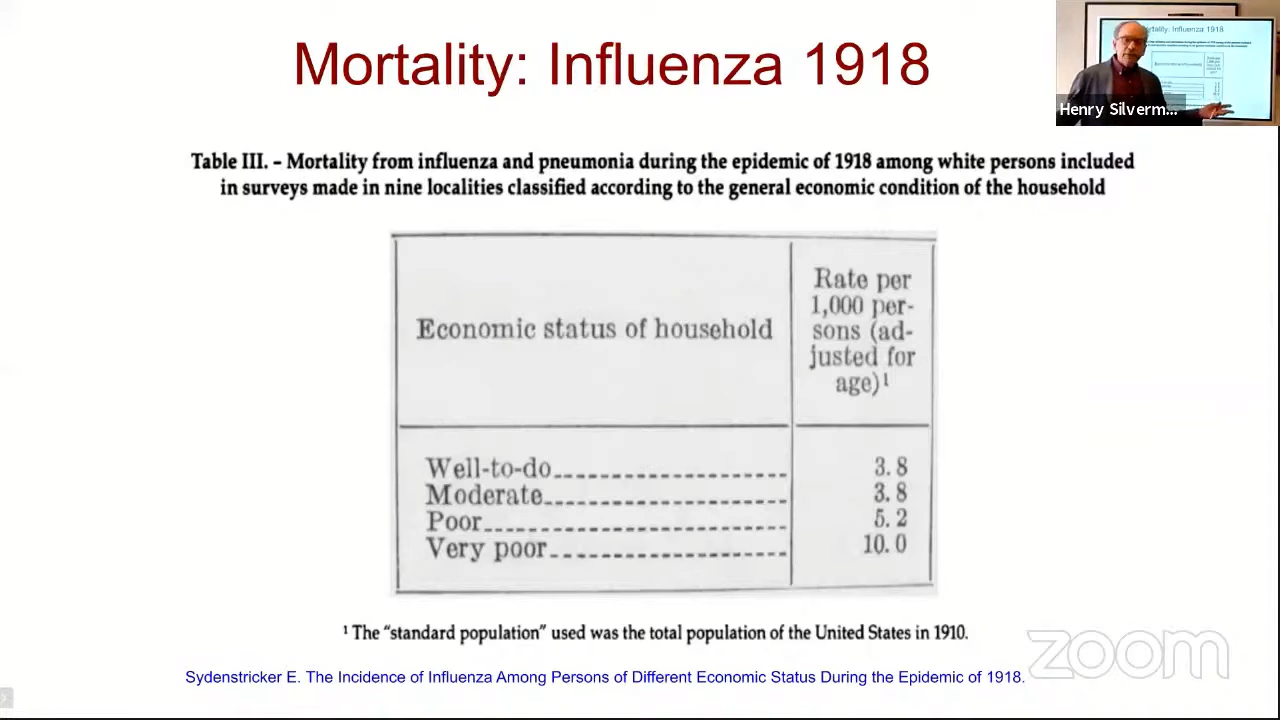 Mortality: Influenza 1918
Mortality: Influenza 1918
Henry Silverm...
Table III. – Mortality from influenza and pneumonia during the epidemic of 1918 among white persons included
in surveys made in nine localities classified according to the general economic condition of the household
Economic status of household
Rate per
1,000 per-
sons (ad-
justed for
age)¹
Well-to-do 3.8
Moderate 3.8
Poor 5.2
Very poor 10.0
¹ The “standard population” used was the total population of the United States in 1910.
zoom
Sydenstricker E. The Incidence of Influenza Among Persons of Different Economic Status During the Epidemic of 1918.